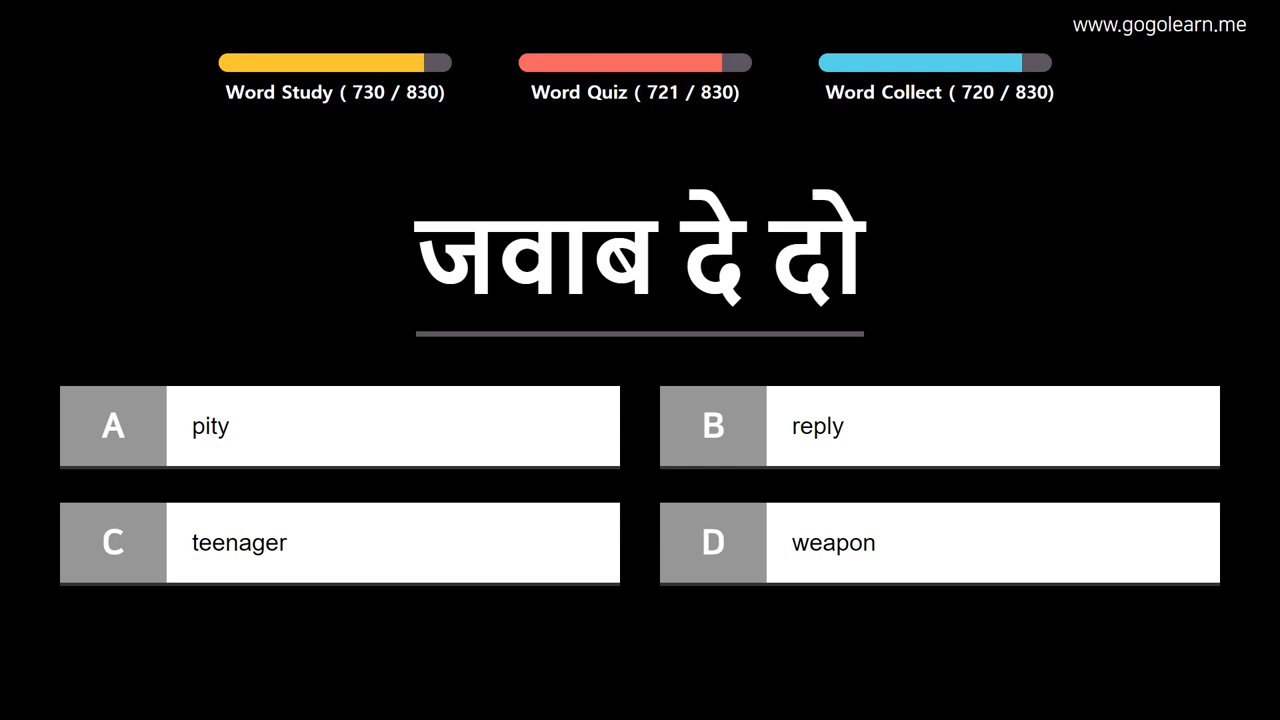 www.gogolearn.me
Word Study ( 730 / 830)
Word Quiz ( 721 / 830)
Word Collect ( 720 / 830)
जवाब दे दो
A pity
B reply
C teenager
D weapon